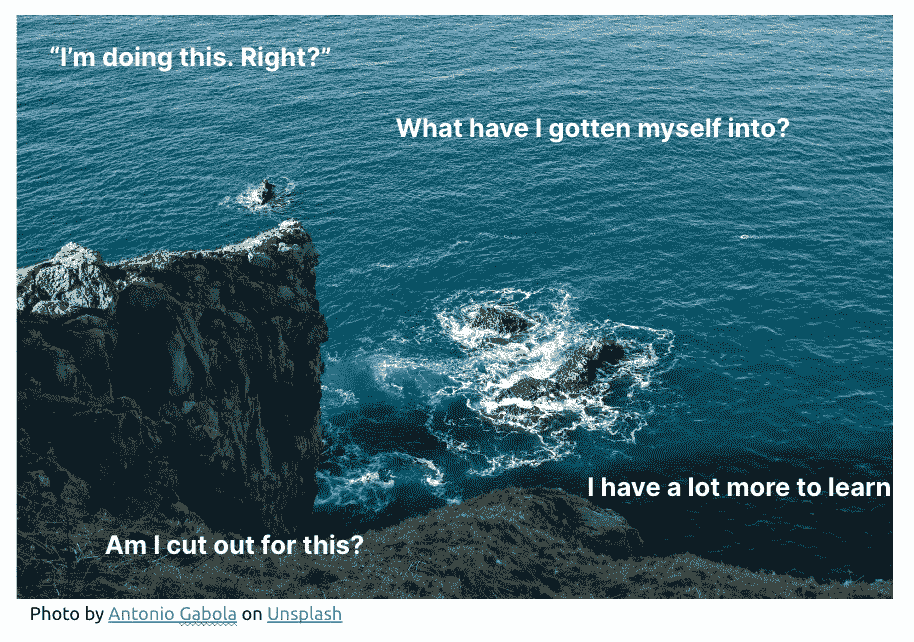 “I’m doing this. Right?”
What have I gotten myself into?
I have a lot more to learn
Am I cut out for this?
Photo by Antonio Gabola on Unsplash